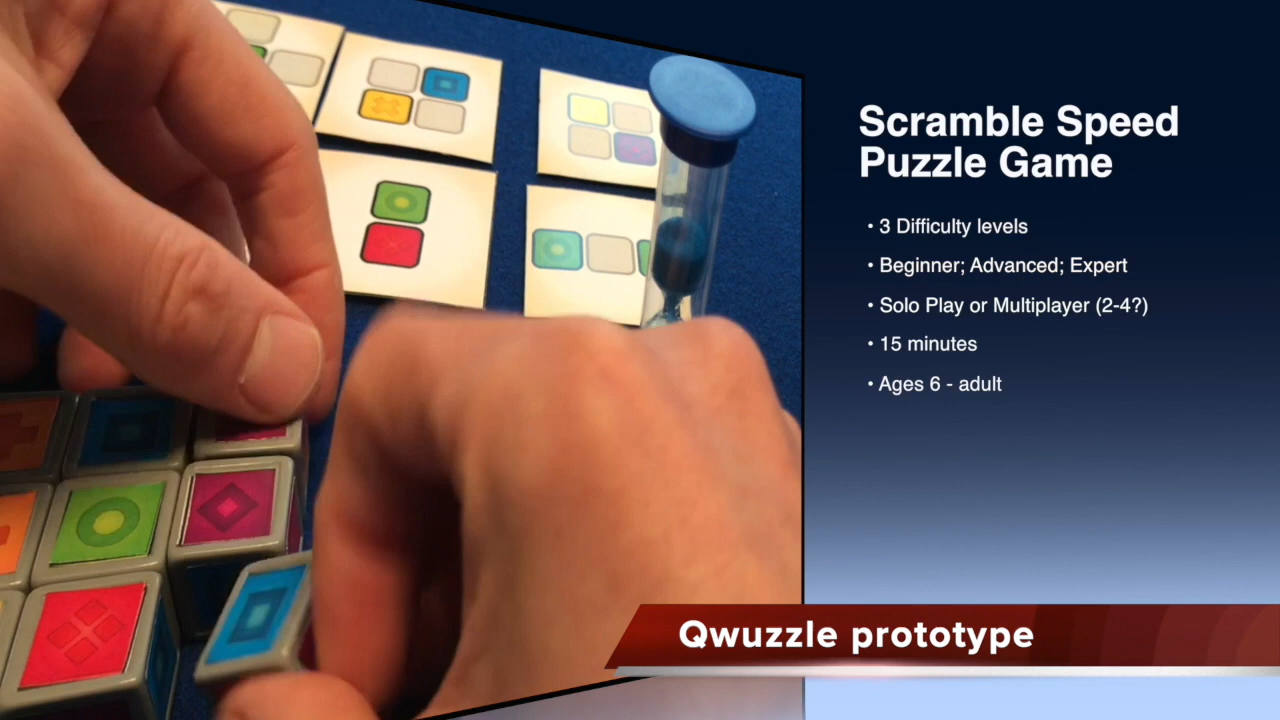 Scramble Speed
Puzzle Game
• 3 Difficulty levels
• Beginner; Advanced; Expert
• Solo Play or Multiplayer (2-4?)
• 15 minutes
• Ages 6 - adult
Qwuzzle prototype